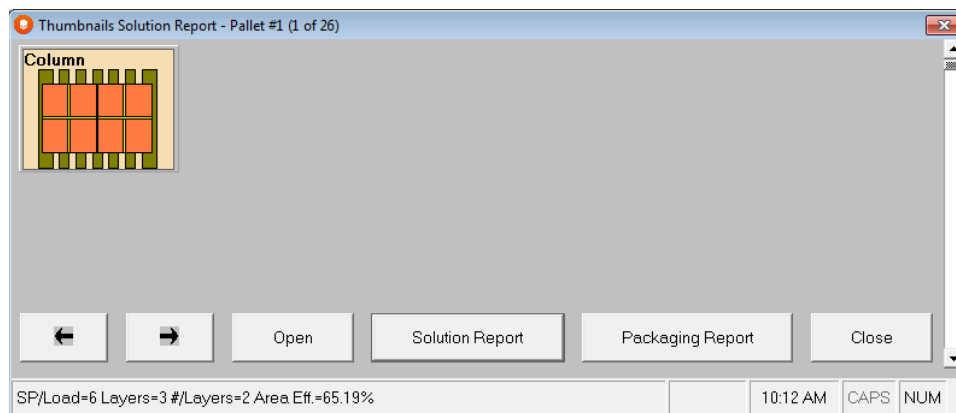 Thumbnails Solution Report - Pallet #1 (1 of 26)
Column
Open
Solution Report
Packaging Report
Close
SP/Load=6 Layers=3 #/Layers=2 Area Eff.=65.19%
10:12 AM
CAPS
NUM